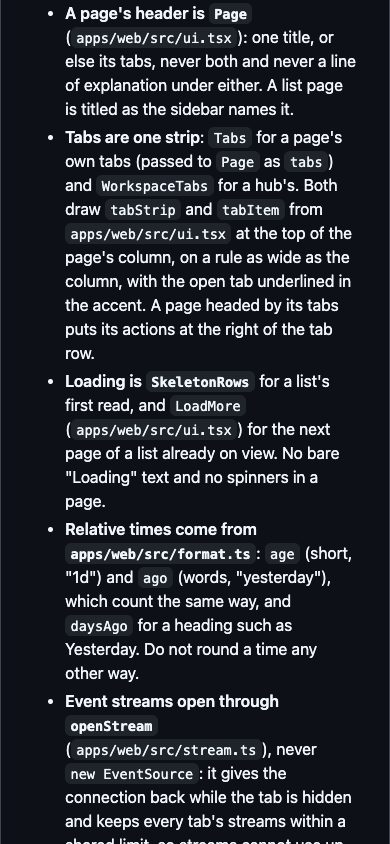 • A page's header is Page
(apps/web/src/ui.tsx): one title, or
else its tabs, never both and never a line
of explanation under either. A list page
is titled as the sidebar names it.
• Tabs are one strip: Tabs for a page's
own tabs (passed to Page as tabs)
and WorkspaceTabs for a hub's. Both
draw tabStrip and tabItem from
apps/web/src/ui.tsx at the top of the
page's column, on a rule as wide as the
column, with the open tab underlined in
the accent. A page headed by its tabs
puts its actions at the right of the tab
row.
• Loading is SkeletonRows for a list's
first read, and LoadMore
(apps/web/src/ui.tsx) for the next
page of a list already on view. No bare
"Loading" text and no spinners in a
page.
• Relative times come from
apps/web/src/format.ts: age (short,
"1d") and ago (words, "yesterday"),
which count the same way, and
daysAgo for a heading such as
Yesterday. Do not round a time any
other way.
• Event streams open through
openStream
(apps/web/src/stream.ts), never
new EventSource: it gives the
connection back while the tab is hidden
and keeps every tab's streams within a
shared limit, so streams cannot use up